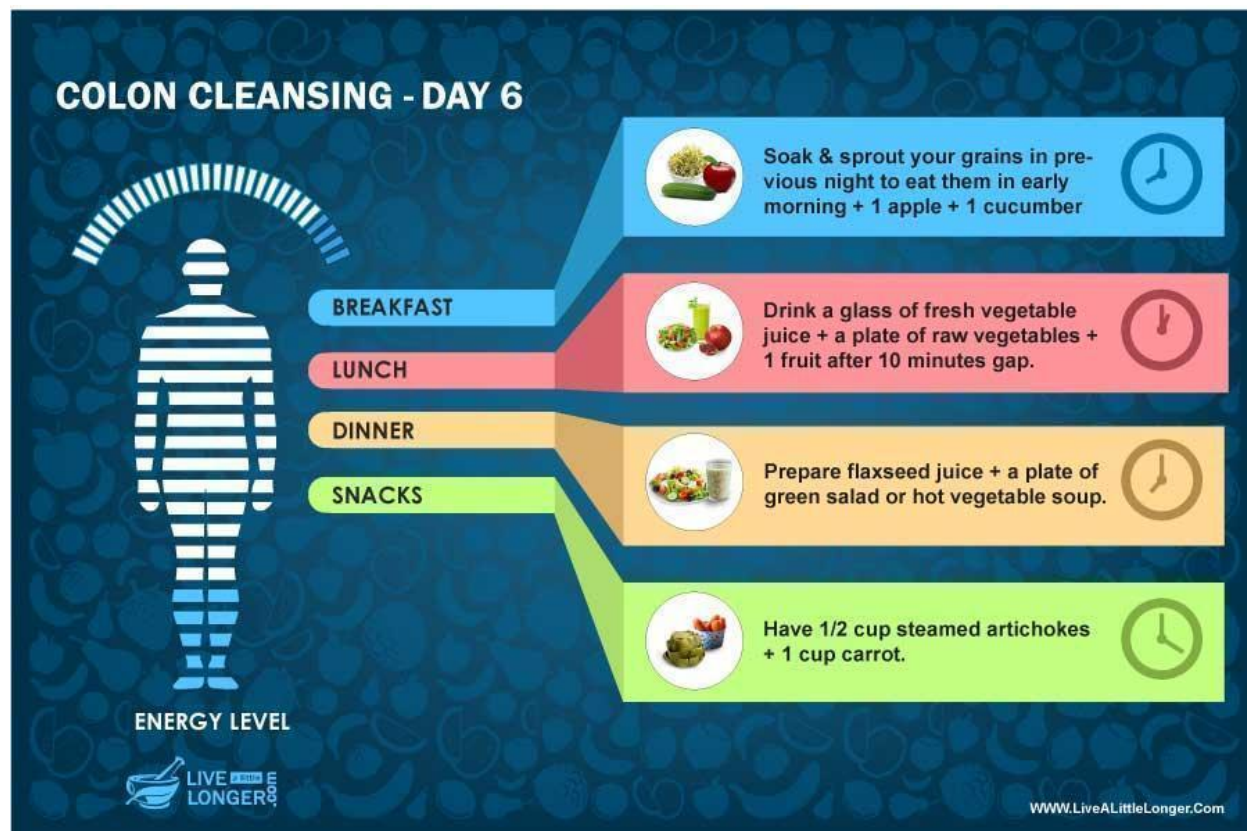 COLON CLEANSING - DAY 6
Soak & sprout your grains in pre-
vious night to eat them in early
morning + 1 apple + 1 cucumber
BREAKFAST
Drink a glass of fresh vegetable
juice + a plate of raw vegetables +
1 fruit after 10 minutes gap.
LUNCH
DINNER
Prepare flaxseed juice + a plate of
green salad or hot vegetable soup.
SNACKS
Have 1/2 cup steamed artichokes
+ 1 cup carrot.
ENERGY LEVEL
LIVE a little
LONGER.com
WWW.LiveALittleLonger.Com